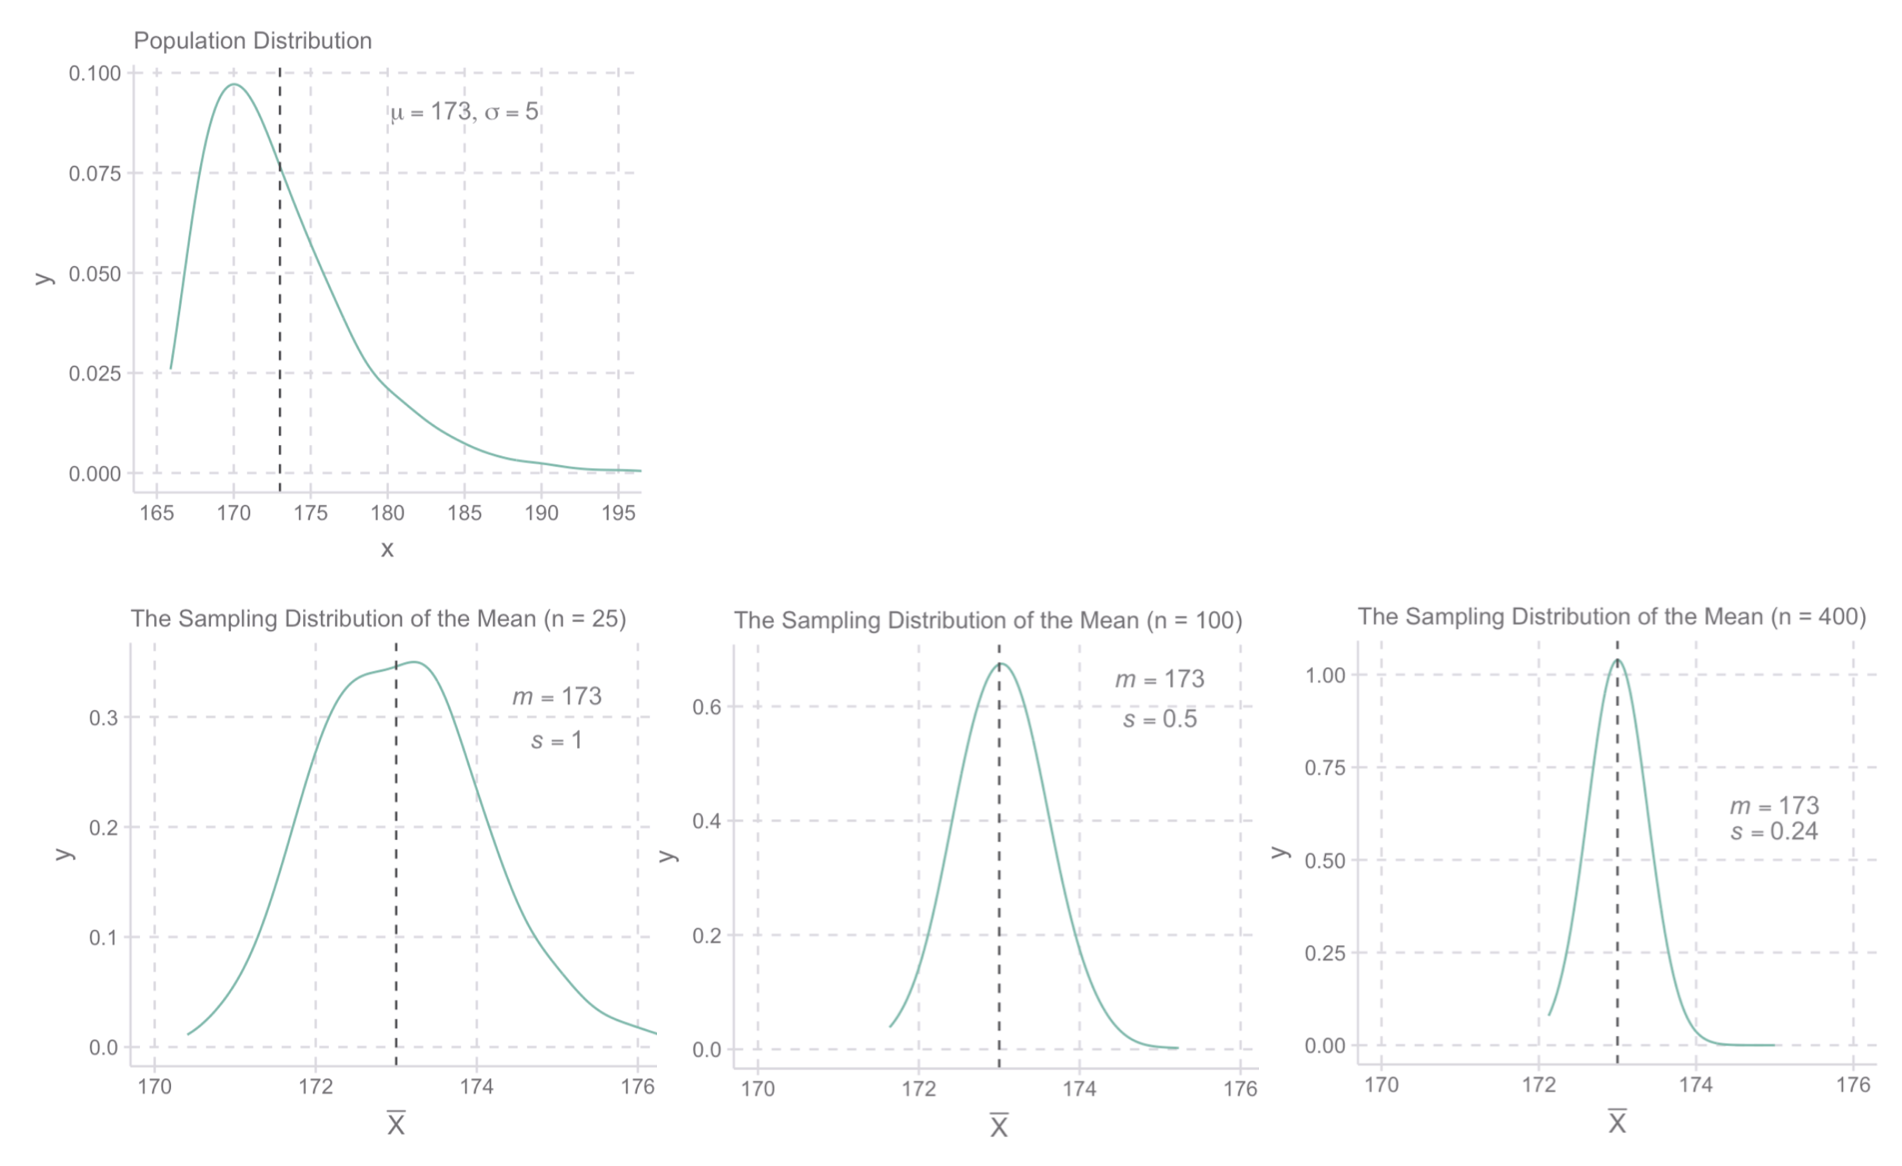 Population Distribution
0.100
0.075
0.050
0.025
0.000
y
μ = 173, σ = 5
165 170 175 180 185 190 195
x
The Sampling Distribution of the Mean (n = 25)
0.3
0.2
0.1
0.0
y
m = 173
s = 1
170 172 174 176
X̅
The Sampling Distribution of the Mean (n = 100)
0.6
0.4
0.2
0.0
y
m = 173
s = 0.5
170 172 174 176
X̅
The Sampling Distribution of the Mean (n = 400)
1.00
0.75
0.50
0.25
0.00
y
m = 173
s = 0.24
170 172 174 176
X̅